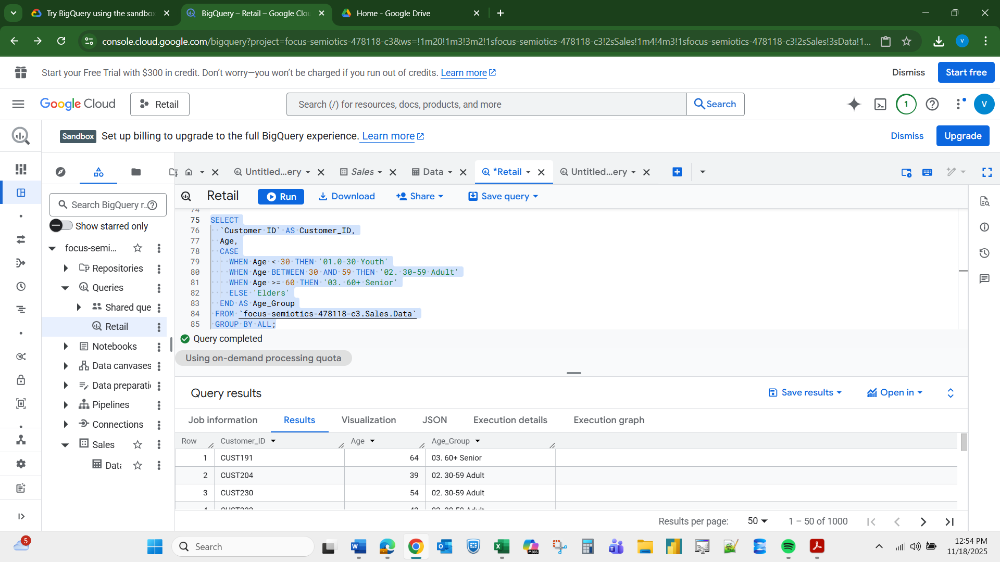 Try BigQuery using the sandbox
BigQuery – Retail – Google Clou
Home - Google Drive
console.cloud.google.com/bigquery?project=focus-semiotics-478118-c3&ws=!1m20!1m3!3m2!1sfocus-semiotics-478118-c3!2sSales!1m4!4m3!1sfocus-semiotics-478118-c3!2sSales!3sData!1...
V
Start your Free Trial with $300 in credit. Don't worry—you won't be charged if you run out of credits. Learn more
Dismiss
Start free
Google Cloud
Retail
Search (/) for resources, docs, products, and more
Search
1
V
Sandbox Set up billing to upgrade to the full BigQuery experience. Learn more
Dismiss
Upgrade
Untitled...ery
Sales
Data
*Retail
Untitled...ery
Retail
Run
Download
Share
Save query
Search BigQuery r...
Show starred only
focus-semi...
Repositories
Queries
Shared que
Retail
Notebooks
Data canvases
Data preparati
Pipelines
Connections
Sales
Data
74
75 SELECT
76 `Customer ID` AS Customer_ID,
77 Age,
78 CASE
79 WHEN Age < 30 THEN '01.0-30 Youth'
80 WHEN Age BETWEEN 30 AND 59 THEN '02. 30-59 Adult'
81 WHEN Age >= 60 THEN '03. 60+ Senior'
82 ELSE 'Elders'
83 END AS Age_Group
84 FROM `focus-semiotics-478118-c3.Sales.Data`
85 GROUP BY ALL;
Query completed
Using on-demand processing quota
Query results
Save results
Open in
Job information
Results
Visualization
JSON
Execution details
Execution graph
Row Customer_ID Age Age_Group
1 CUST191 64 03. 60+ Senior
2 CUST204 39 02. 30-59 Adult
3 CUST230 54 02. 30-59 Adult
Results per page: 50 1 – 50 of 1000
5
Search
M365
12:54 PM
11/18/2025